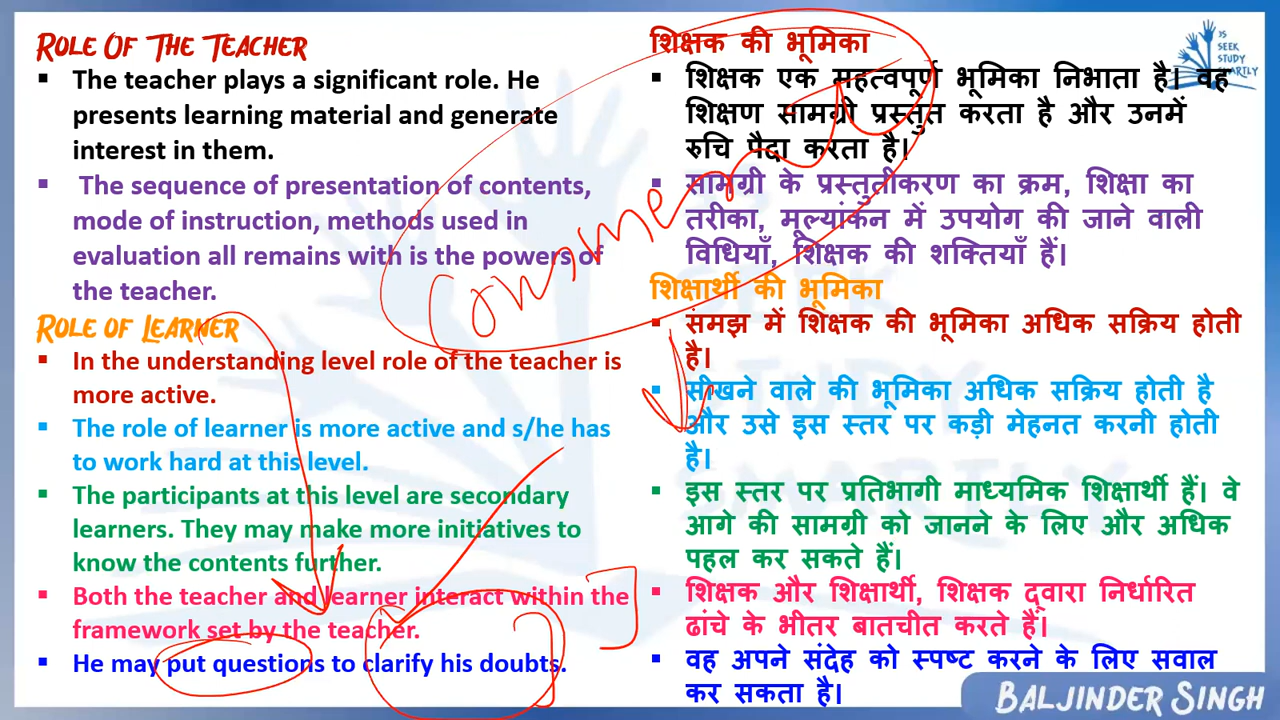 ROLE OF THE TEACHER
▪ The teacher plays a significant role. He
presents learning material and generate
interest in them.
▪ The sequence of presentation of contents,
mode of instruction, methods used in
evaluation all remains with is the powers of
the teacher.
ROLE OF LEARNER
▪ In the understanding level role of the teacher is
more active.
▪ The role of learner is more active and s/he has
to work hard at this level.
▪ The participants at this level are secondary
learners. They may make more initiatives to
know the contents further.
▪ Both the teacher and learner interact within the
framework set by the teacher.
▪ He may put questions to clarify his doubts.
शिक्षक की भूमिका
▪ शिक्षक एक महत्वपूर्ण भूमिका निभाता है। वह
शिक्षण सामग्री प्रस्तुत करता है और उनमें
रुचि पैदा करता है।
▪ सामग्री के प्रस्तुतीकरण का क्रम, शिक्षा का
तरीका, मूल्यांकन में उपयोग की जाने वाली
विधियाँ, शिक्षक की शक्तियाँ हैं।
शिक्षार्थी की भूमिका
▪ समझ में शिक्षक की भूमिका अधिक सक्रिय होती
है।
▪ सीखने वाले की भूमिका अधिक सक्रिय होती है
और उसे इस स्तर पर कड़ी मेहनत करनी होती
है।
▪ इस स्तर पर प्रतिभागी माध्यमिक शिक्षार्थी हैं। वे
आगे की सामग्री को जानने के लिए और अधिक
पहल कर सकते हैं।
▪ शिक्षक और शिक्षार्थी, शिक्षक द्वारा निर्धारित
ढांचे के भीतर बातचीत करते हैं।
▪ वह अपने संदेह को स्पष्ट करने के लिए सवाल
कर सकता है।
JS
SEEK
STUDY
SMARTLY
SEEK
STUDY
SMARTLY
BALJINDER SINGH